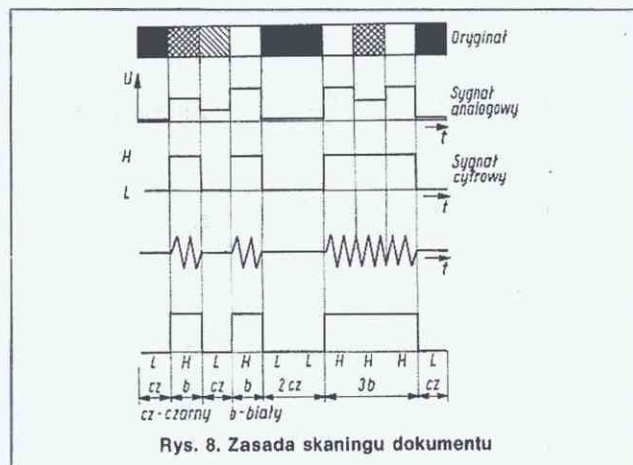 Oryginał
U
Sygnał
analogowy
t
H
Sygnał
cyfrowy
L
t
t
L H L H L L H H H L
cz b cz b 2cz 3b cz
cz-czarny b-biały
Rys. 8. Zasada skaningu dokumentu